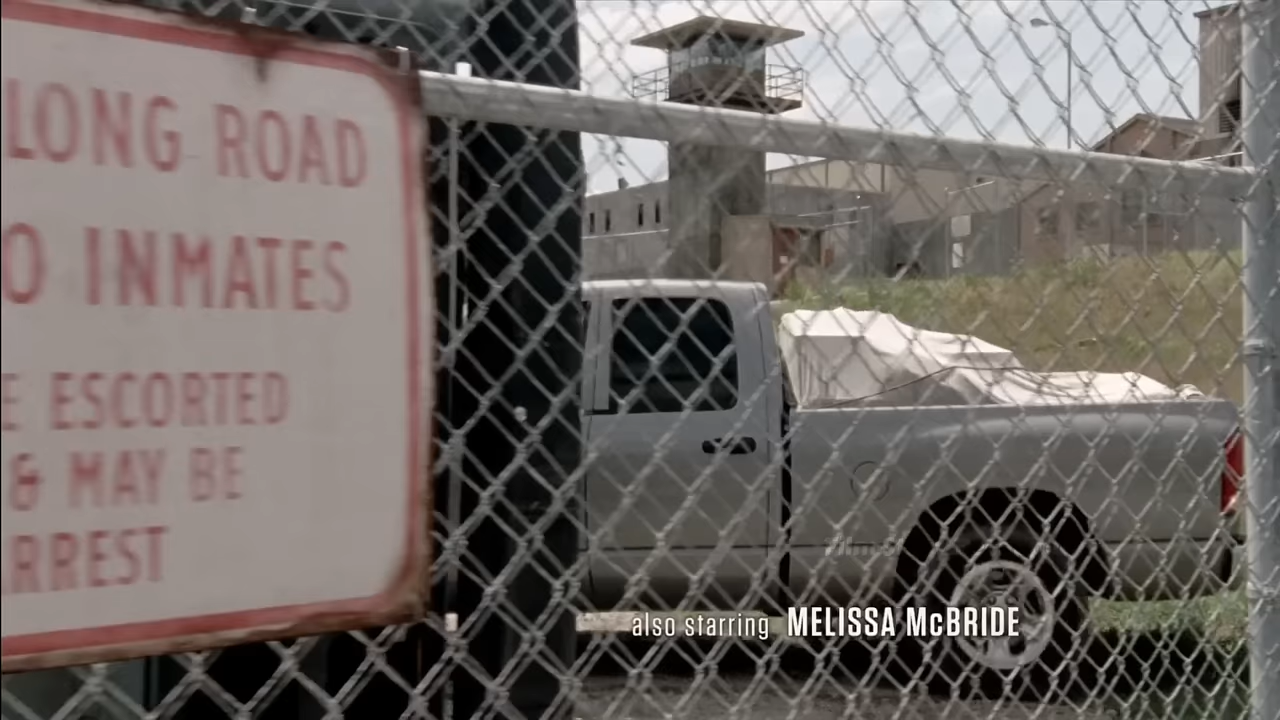 LONG ROAD
O INMATES
E ESCORTED
& MAY BE
RREST
also starring MELISSA McBRIDE